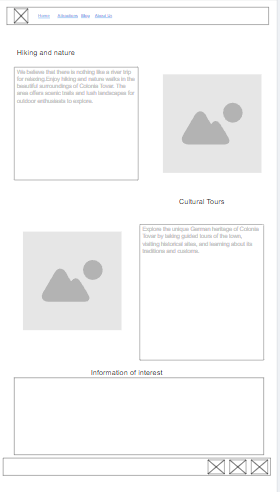 Home Adventures Blog About Us
Hiking and nature
We believe that there is nothing like a river trip
for relaxing.Enjoy hiking and nature walks in the
beautiful surroundings of Colonia Tovar. The
area offers scenic trails and lush landscapes for
outdoor enthusiasts to explore.
Cultural Tours
Explore the unique German heritage of Colonia
Tovar by taking guided tours of the town,
visiting historical sites, and learning about its
traditions and customs.
Information of interest